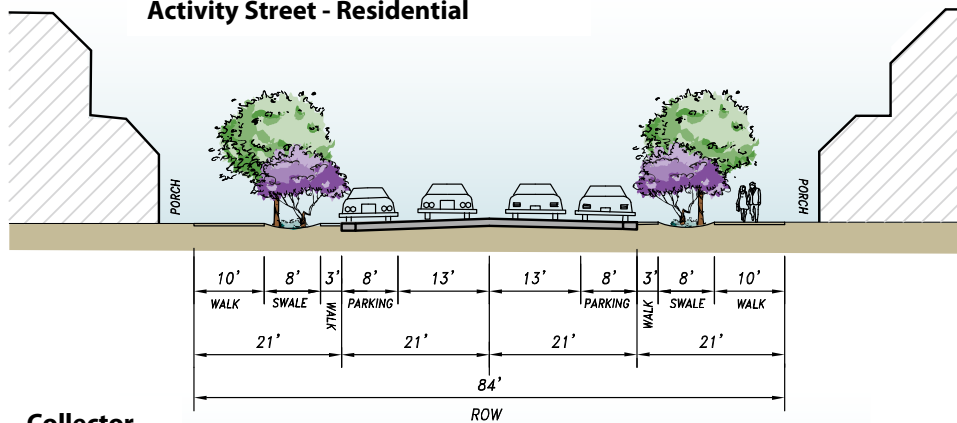 Activity Street - Residential
PORCH
PORCH
10' 8' 3' 8' 13' 13' 8' 3' 8' 10'
WALK SWALE WALK PARKING PARKING WALK SWALE WALK
21' 21' 21' 21'
84'
ROW
Collector